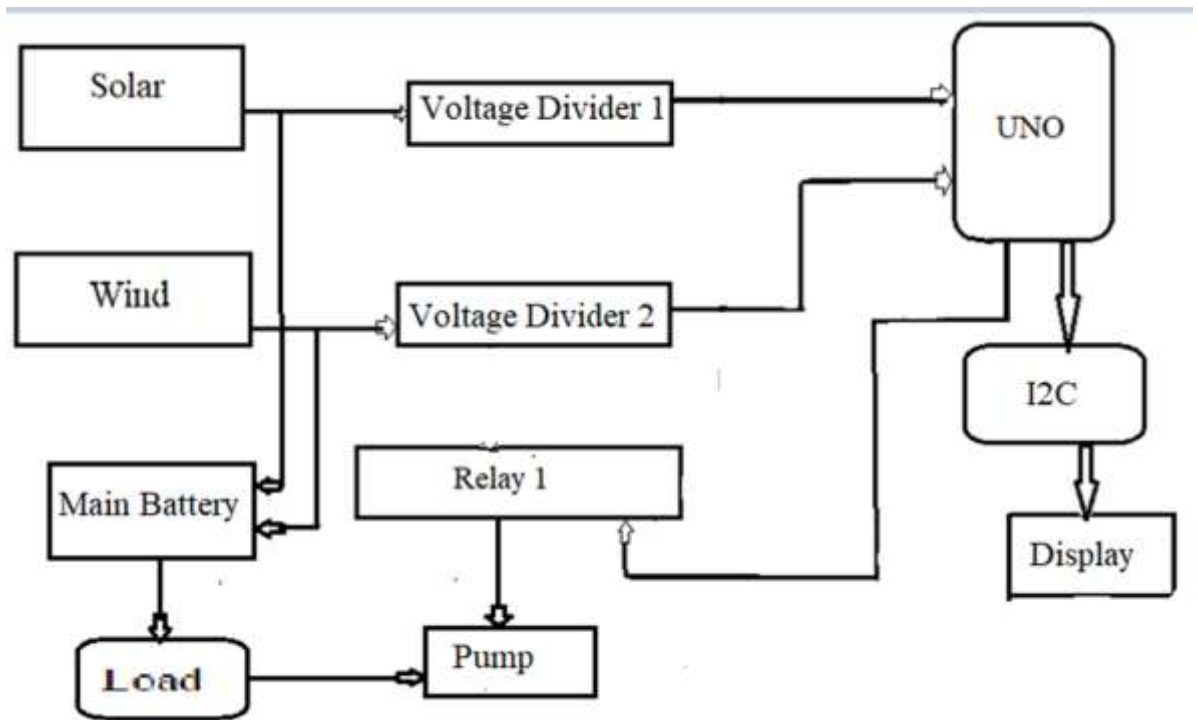 Solar
Voltage Divider 1
UNO
Wind
Voltage Divider 2
I2C
Relay 1
Main Battery
Display
Load
Pump